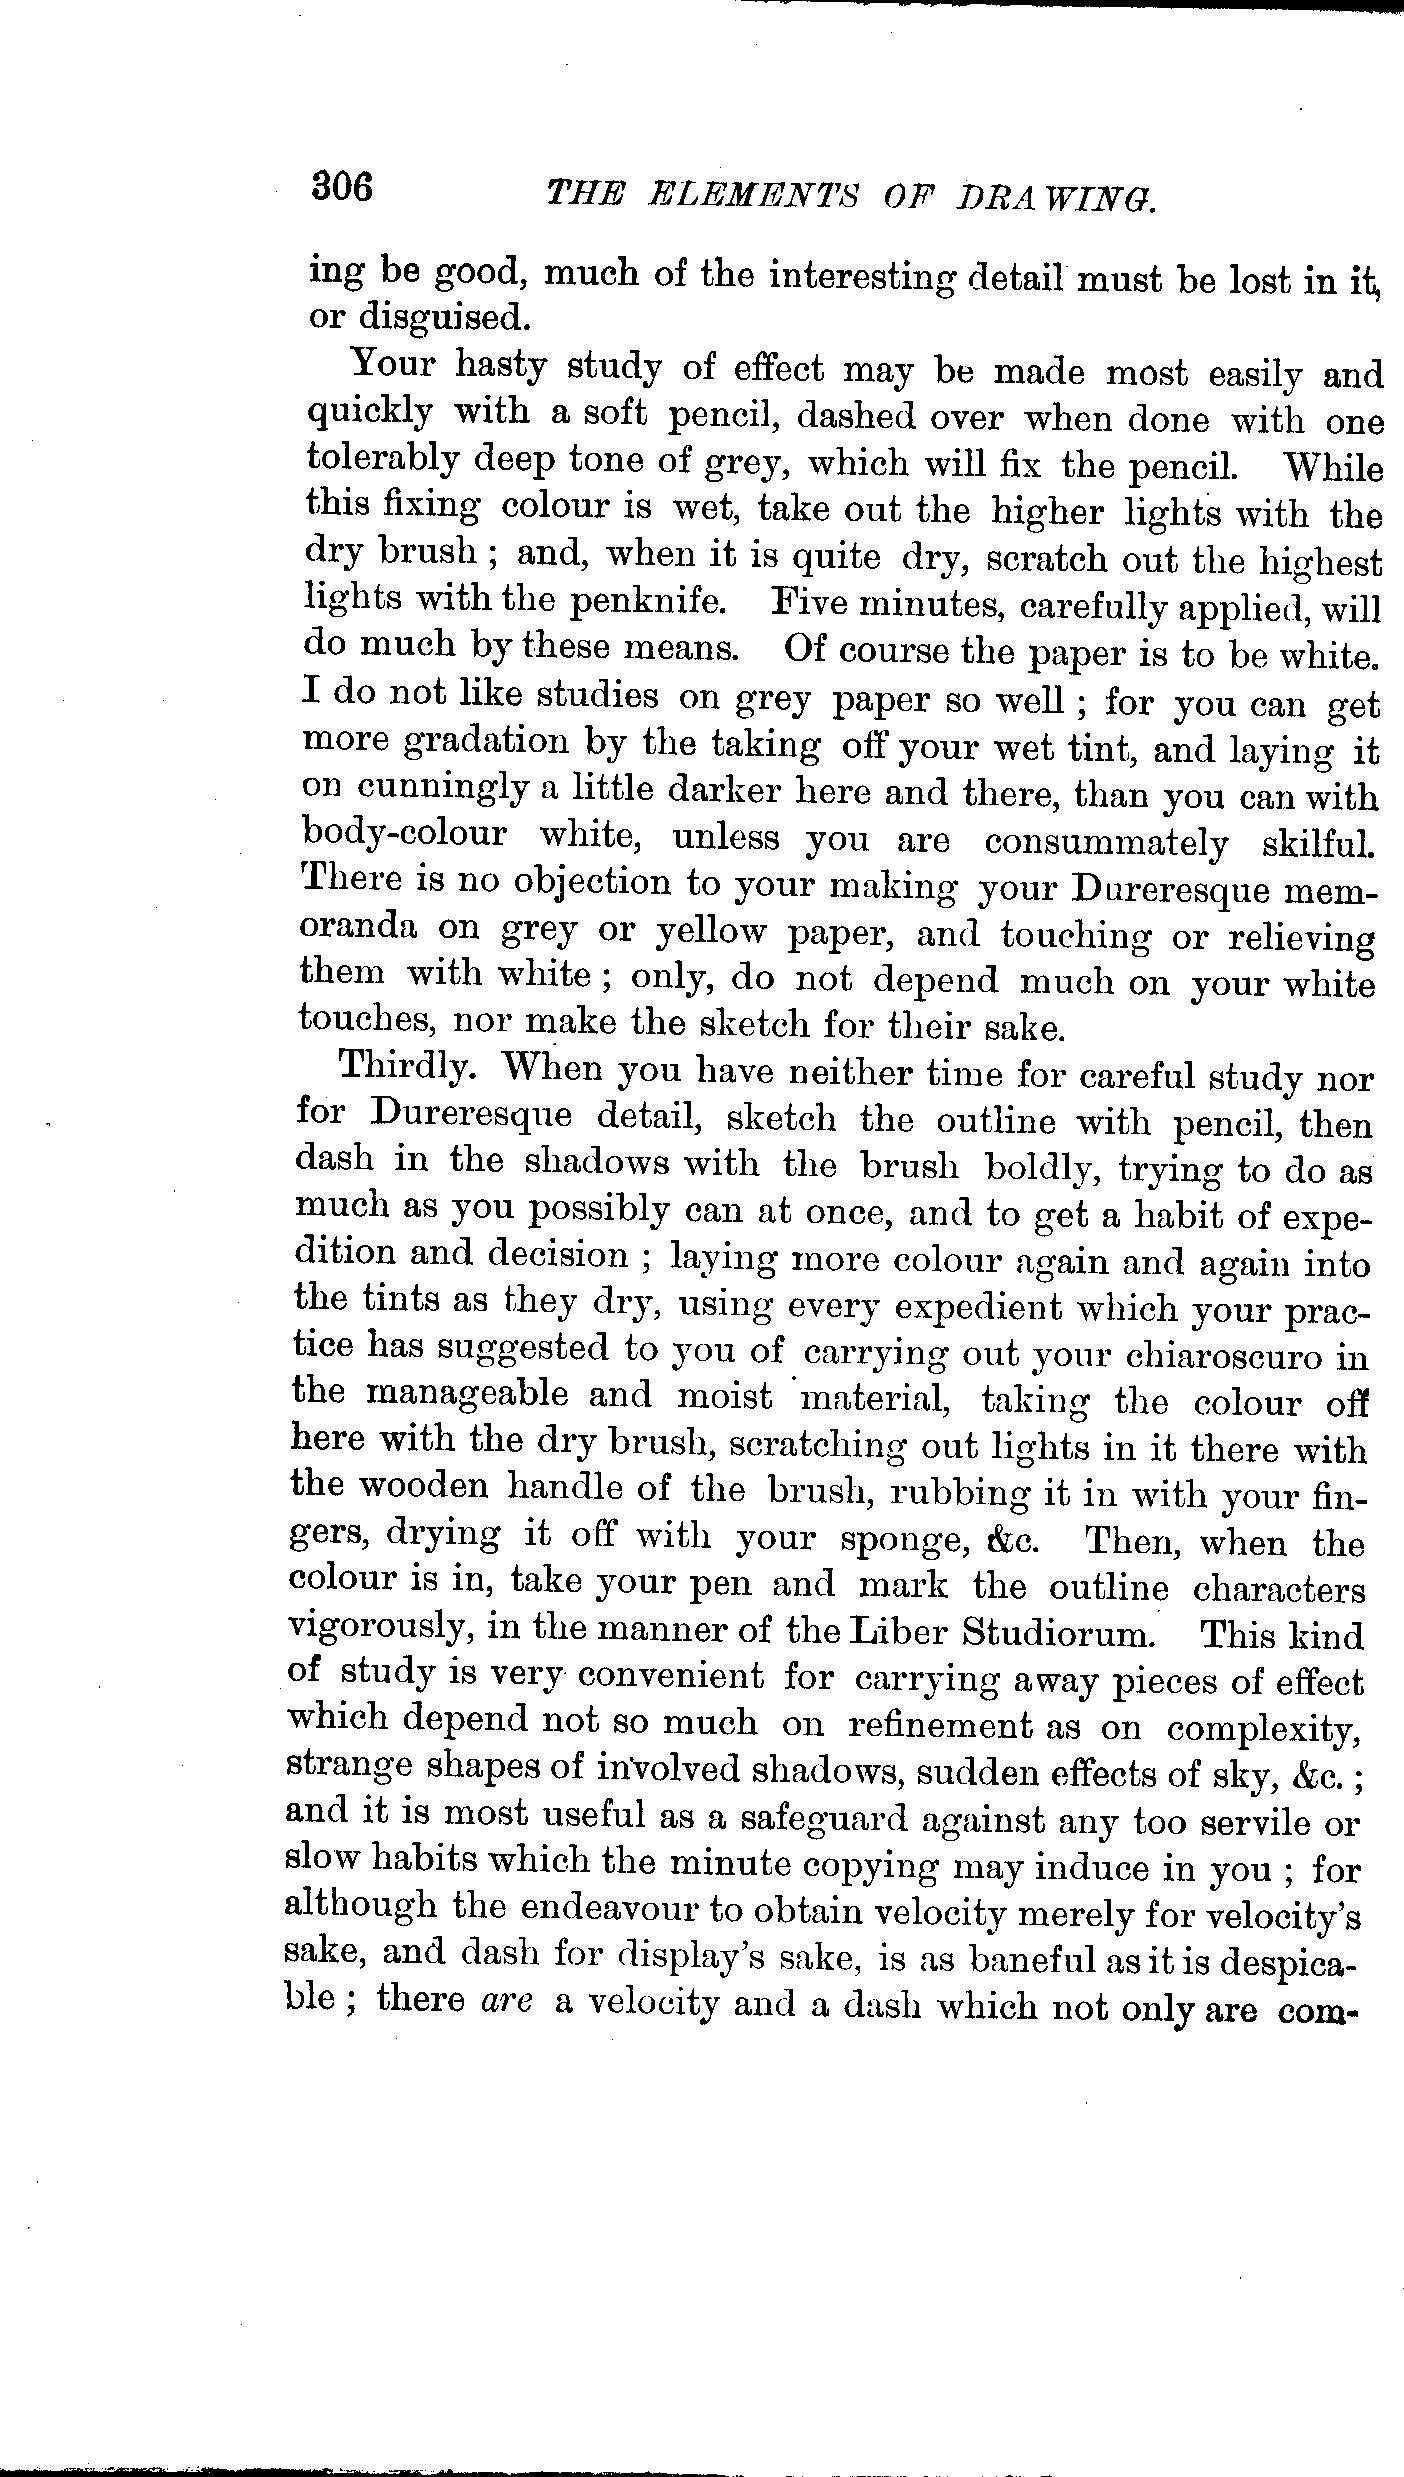 306 THE ELEMENTS OF DRAWING.
ing be good, much of the interesting detail must be lost in it,
or disguised.
Your hasty study of effect may be made most easily and
quickly with a soft pencil, dashed over when done with one
tolerably deep tone of grey, which will fix the pencil. While
this fixing colour is wet, take out the higher lights with the
dry brush ; and, when it is quite dry, scratch out the highest
lights with the penknife. Five minutes, carefully applied, will
do much by these means. Of course the paper is to be white.
I do not like studies on grey paper so well ; for you can get
more gradation by the taking off your wet tint, and laying it
on cunningly a little darker here and there, than you can with
body-colour white, unless you are consummately skilful.
There is no objection to your making your Dureresque mem-
oranda on grey or yellow paper, and touching or relieving
them with white ; only, do not depend much on your white
touches, nor make the sketch for their sake.
Thirdly. When you have neither time for careful study nor
for Dureresque detail, sketch the outline with pencil, then
dash in the shadows with the brush boldly, trying to do as
much as you possibly can at once, and to get a habit of expe-
dition and decision ; laying more colour again and again into
the tints as they dry, using every expedient which your prac-
tice has suggested to you of carrying out your chiaroscuro in
the manageable and moist material, taking the colour off
here with the dry brush, scratching out lights in it there with
the wooden handle of the brush, rubbing it in with your fin-
gers, drying it off with your sponge, &c. Then, when the
colour is in, take your pen and mark the outline characters
vigorously, in the manner of the Liber Studiorum. This kind
of study is very convenient for carrying away pieces of effect
which depend not so much on refinement as on complexity,
strange shapes of involved shadows, sudden effects of sky, &c. ;
and it is most useful as a safeguard against any too servile or
slow habits which the minute copying may induce in you ; for
although the endeavour to obtain velocity merely for velocity's
sake, and dash for display's sake, is as baneful as it is despica-
ble ; there are a velocity and a dash which not only are com-